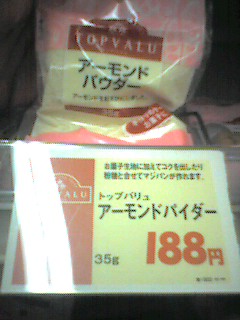 TOPVALU
アーモンド
パウダー
35g
お菓子生地に加えてコクを出したり
粉糖と合せてマジパンが作れます。
TOPVALU
トップバリュ
アーモンドパイダー
35g
188円